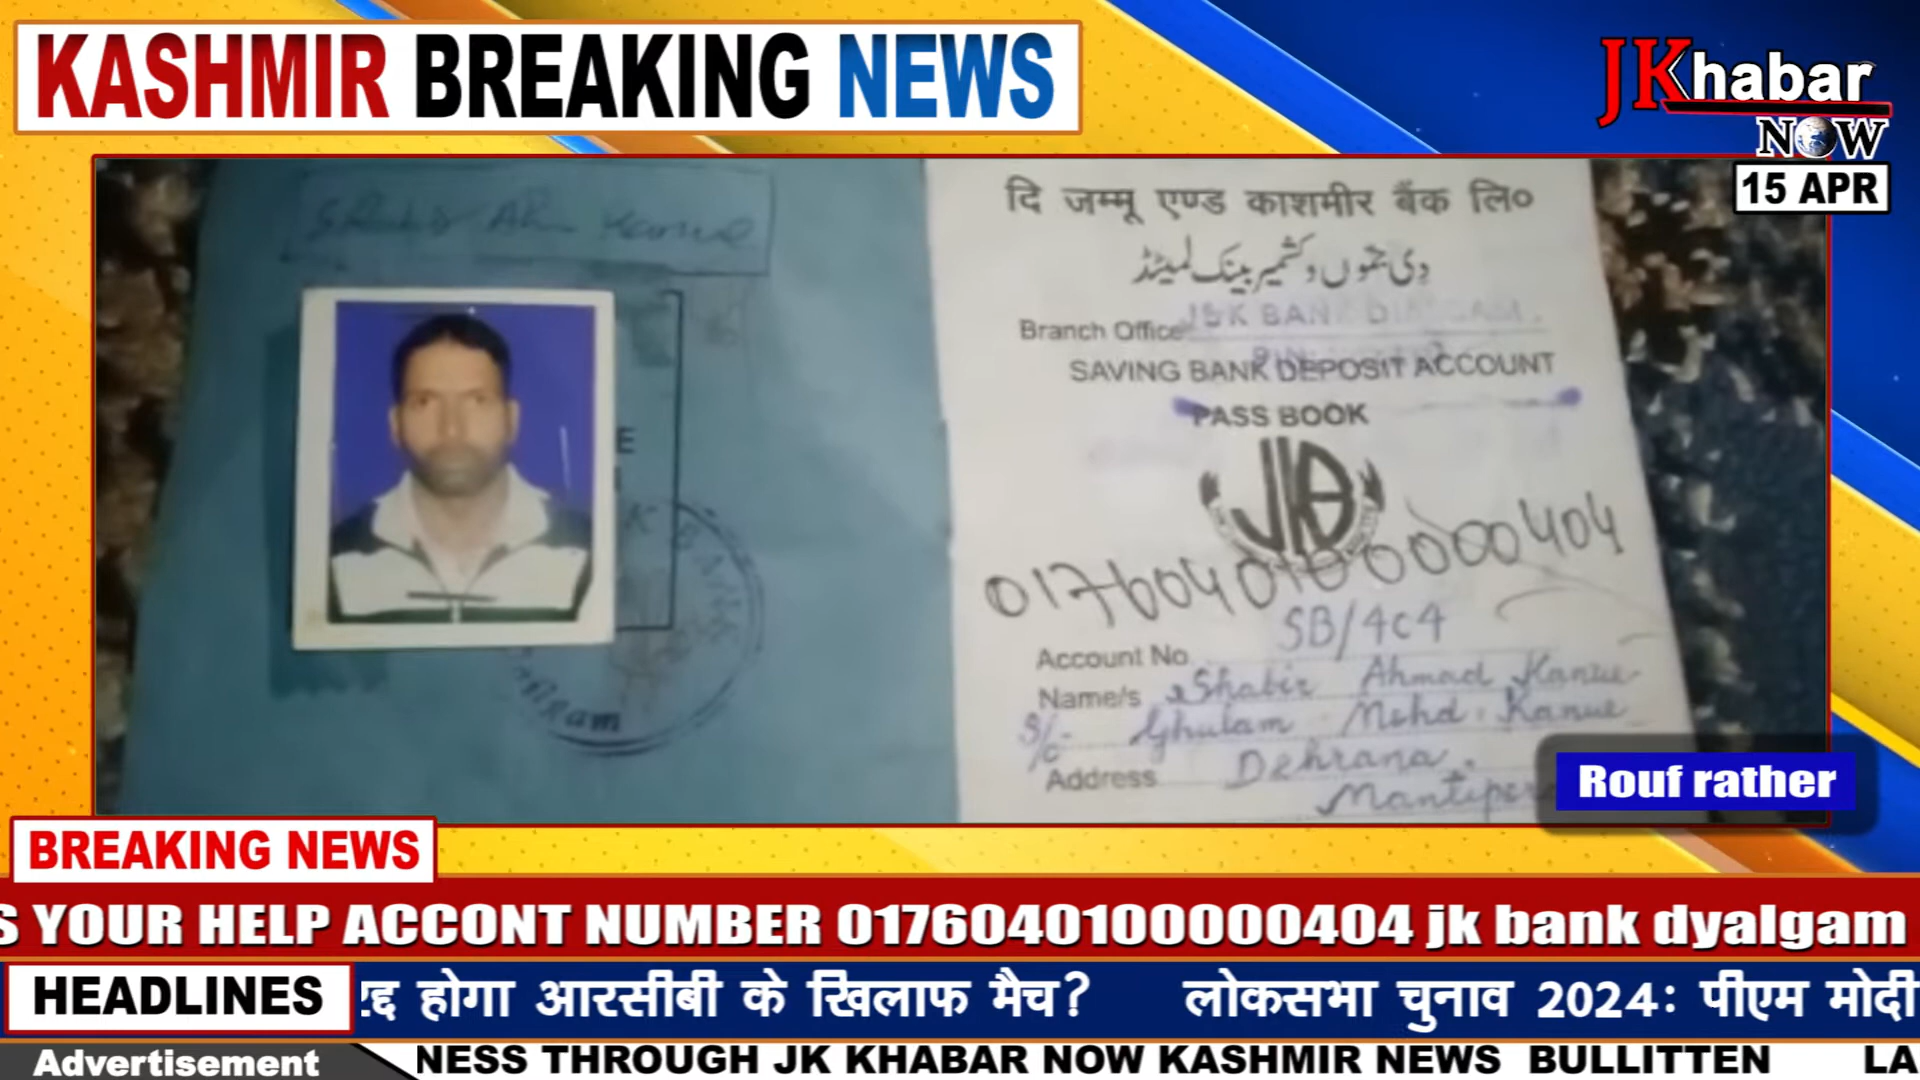 KASHMIR BREAKING NEWS
JKhabar
NOW
15 APR
दि जम्मू एण्ड काशमीर बैंक लि०
دی جموں و کشمیر بینک لمیٹڈ
Branch Office J&K BANK
SAVING BANK DEPOSIT ACCOUNT
PASS BOOK
JKB
0176040100000404
Account No. SB/404
Name/s Shabir Ahmad Kanue
S/o Ghulam Mohd. Kanue
Address Dehrana.
Rouf rather
BREAKING NEWS
S YOUR HELP ACCONT NUMBER 0176040100000404 jk bank dyalgam
HEADLINES
होगा आरसीबी के खिलाफ मैच? लोकसभा चुनाव 2024: पीएम मोदी
Advertisement
NESS THROUGH JK KHABAR NOW KASHMIR NEWS BULLITTEN LA